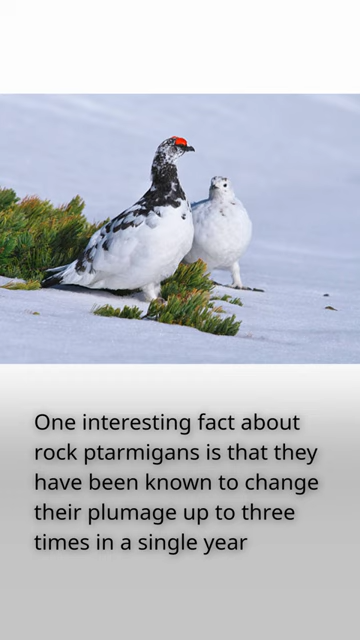 One interesting fact about
rock ptarmigans is that they
have been known to change
their plumage up to three
times in a single year